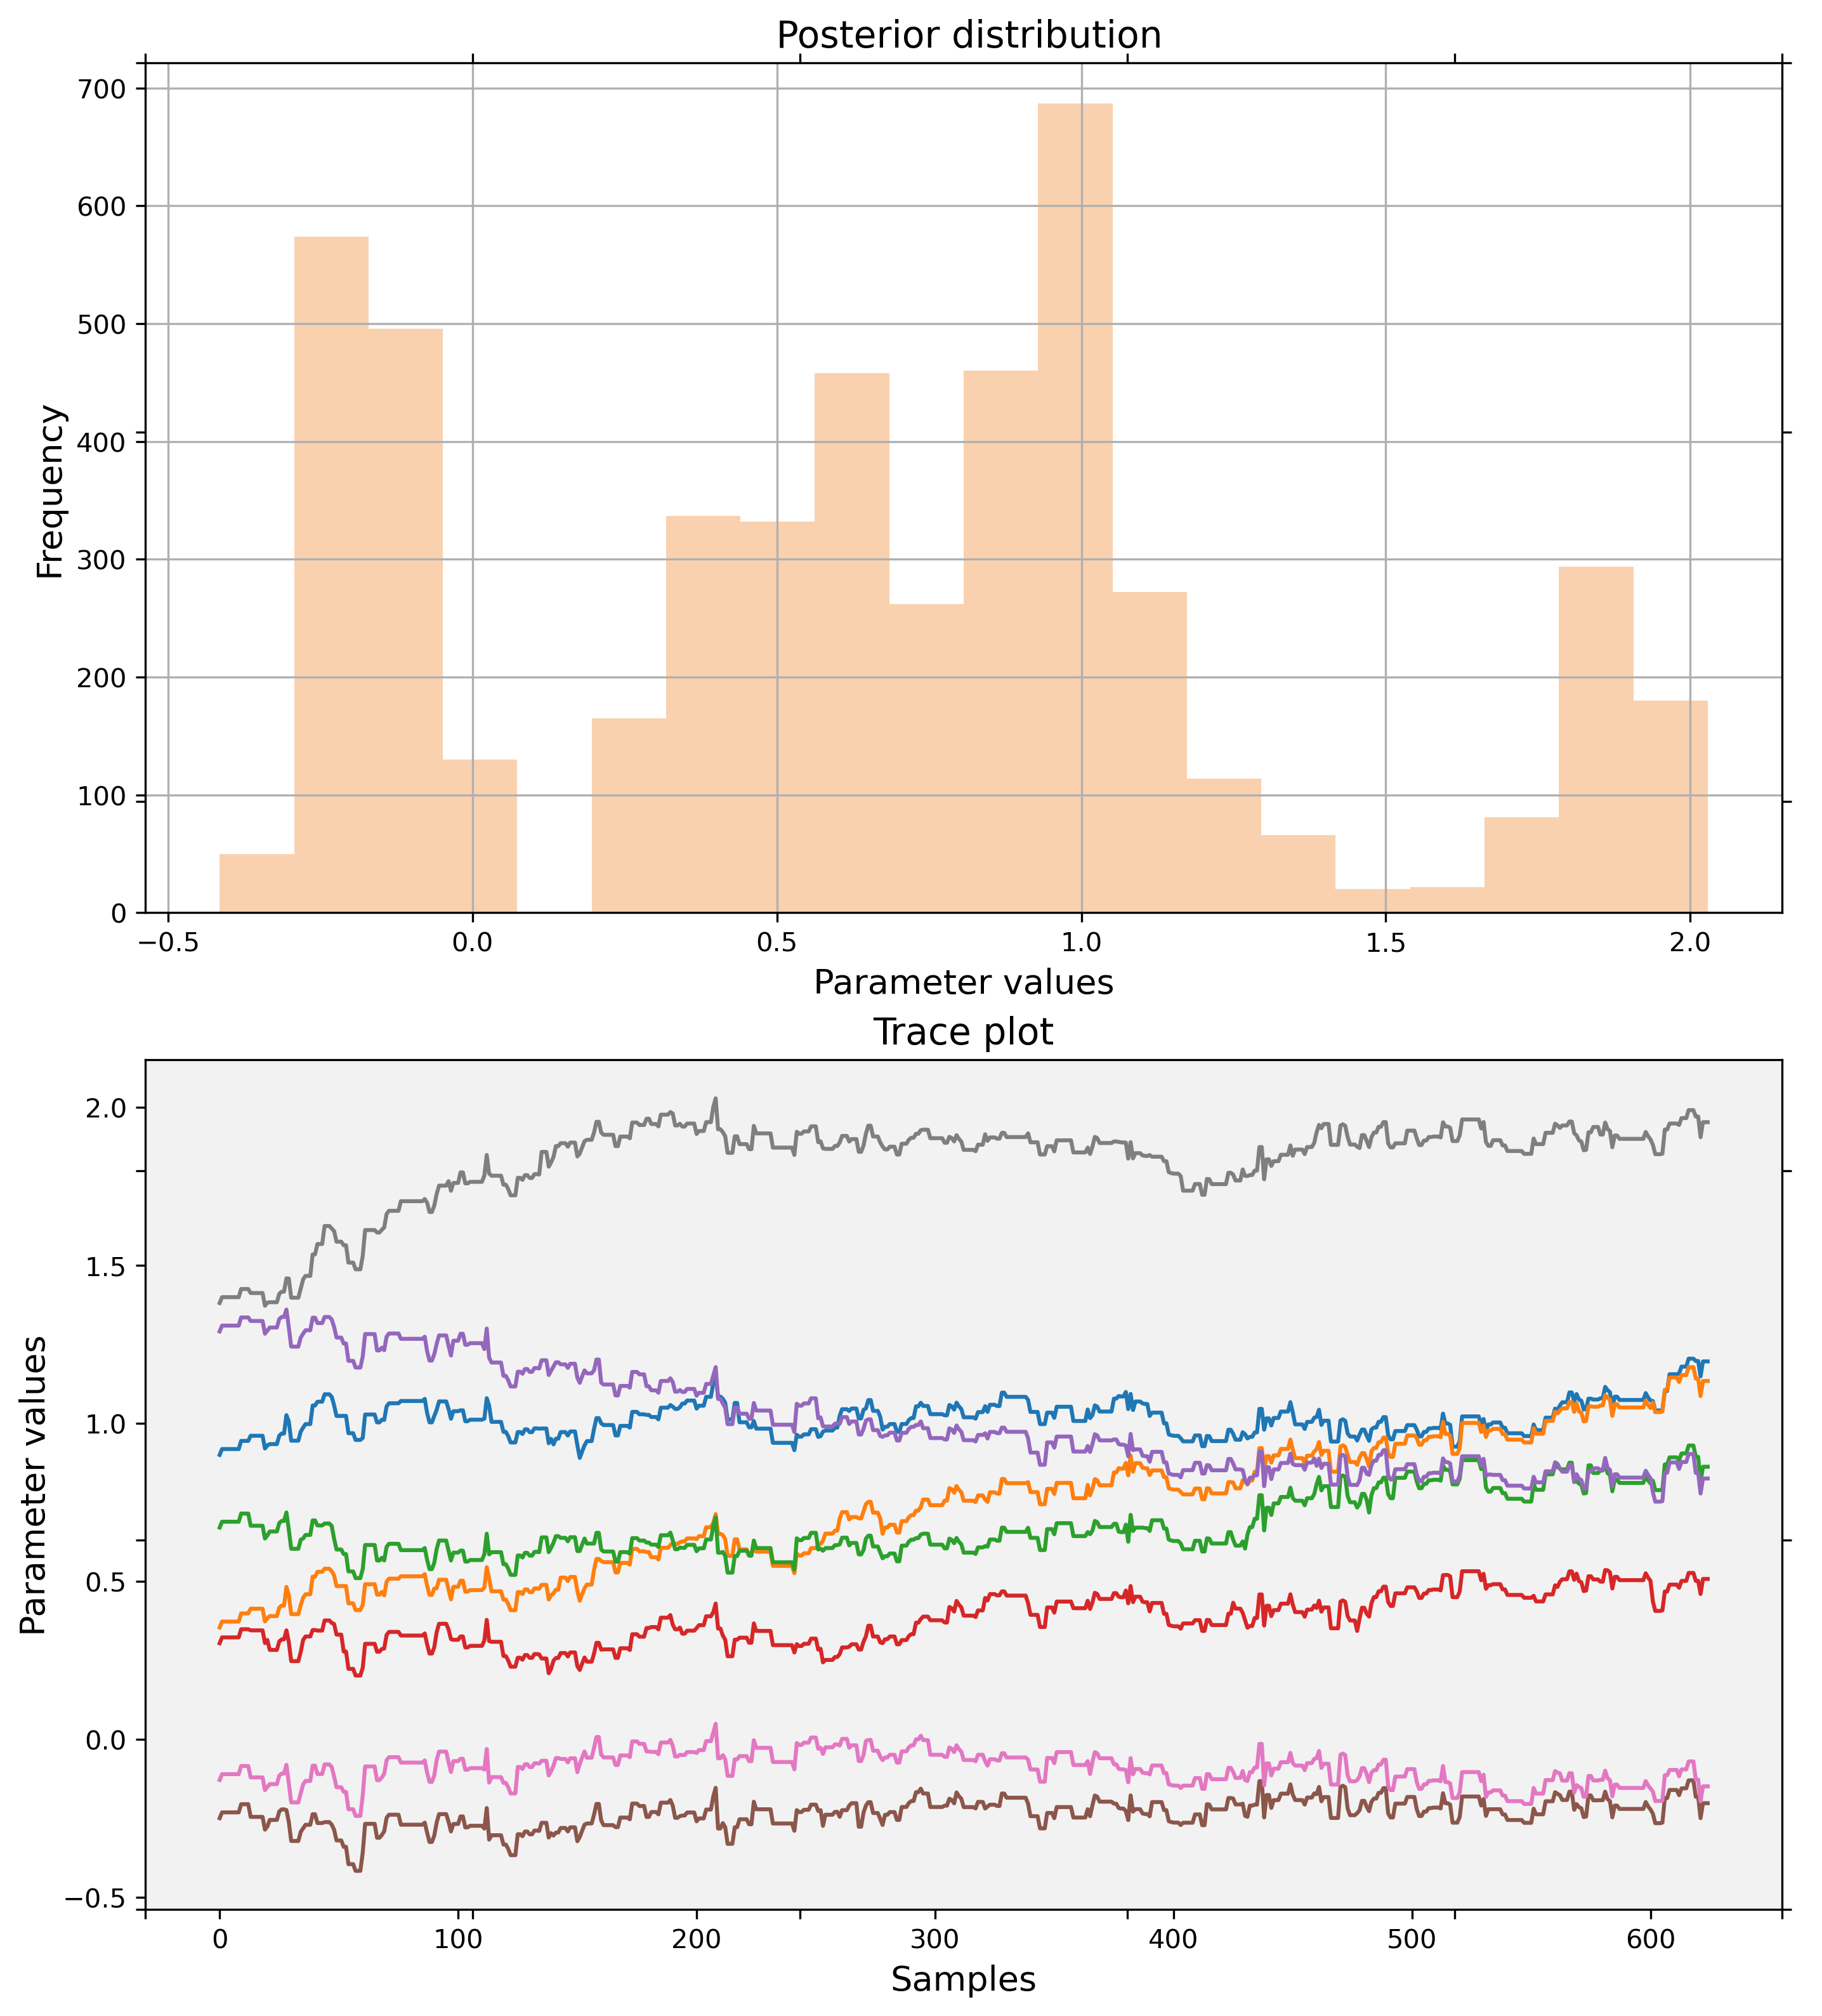 Posterior distribution
700
600
500
400
300
200
100
0
Frequency
−0.5 0.0 0.5 1.0 1.5 2.0
Parameter values
Trace plot
2.0
1.5
1.0
0.5
0.0
−0.5
Parameter values
0 100 200 300 400 500 600
Samples